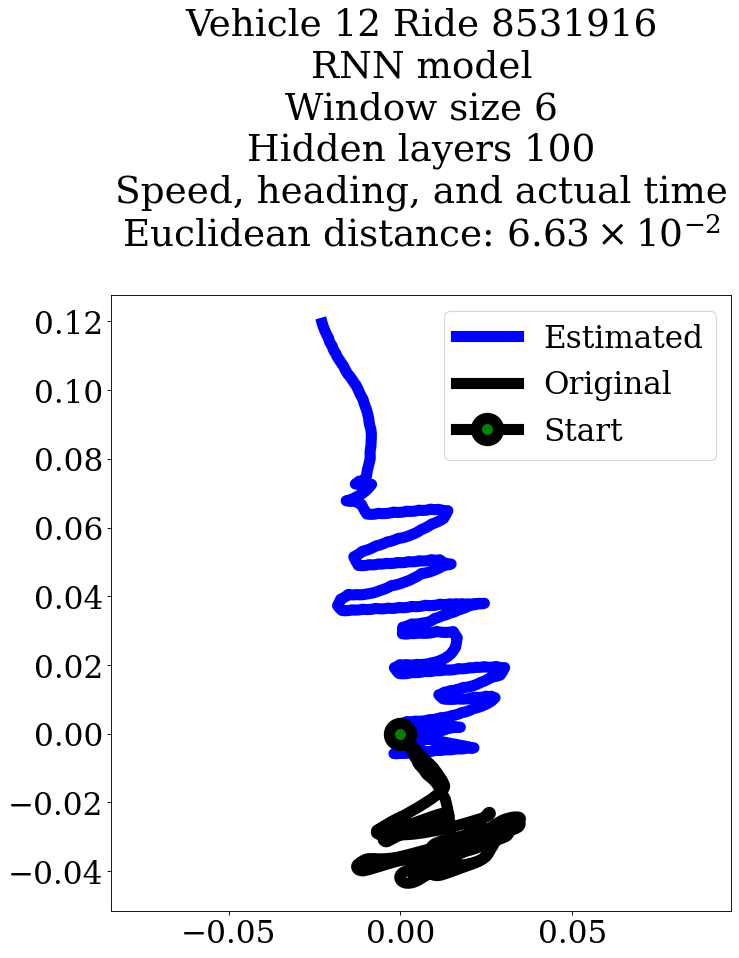 Vehicle 12 Ride 8531916
RNN model
Window size 6
Hidden layers 100
Speed, heading, and actual time
Euclidean distance: 6.63 × 10⁻²
Estimated
Original
Start
0.12
0.10
0.08
0.06
0.04
0.02
0.00
−0.02
−0.04
−0.05
0.00
0.05